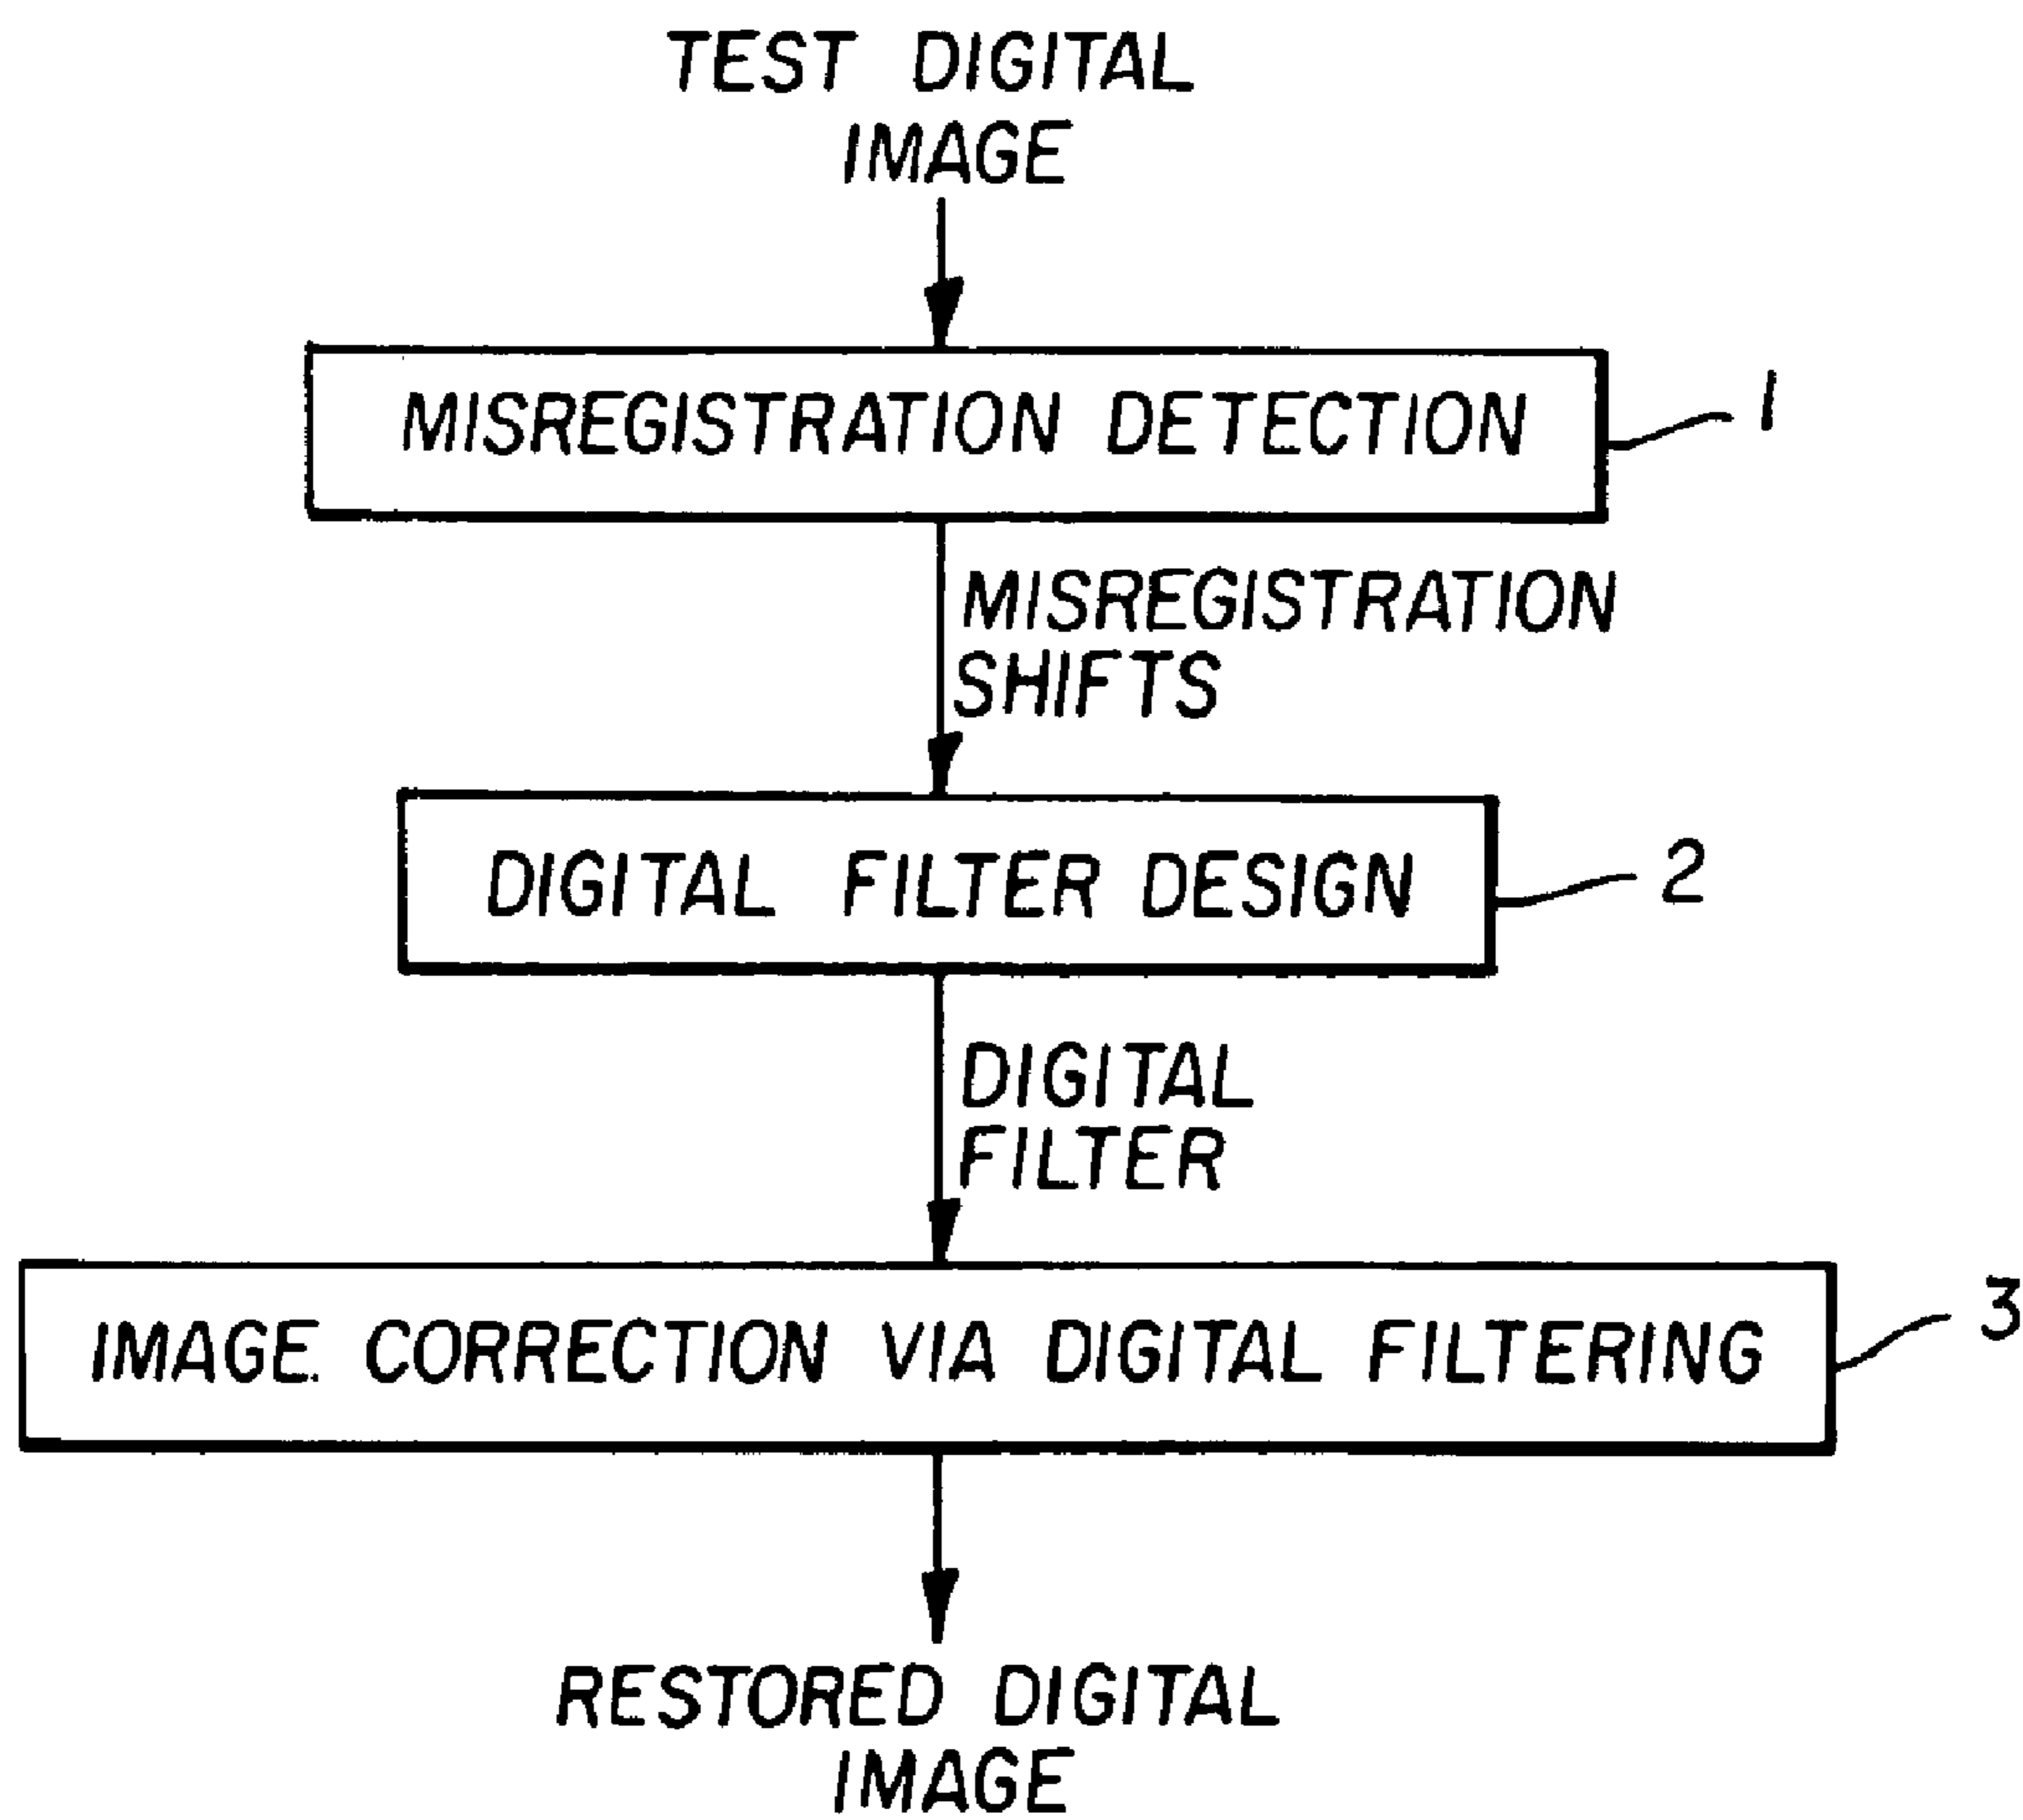 TEST DIGITAL
IMAGE
MISREGISTRATION DETECTION
1
MISREGISTRATION
SHIFTS
DIGITAL FILTER DESIGN
2
DIGITAL
FILTER
IMAGE CORRECTION VIA DIGITAL FILTERING
3
RESTORED DIGITAL
IMAGE